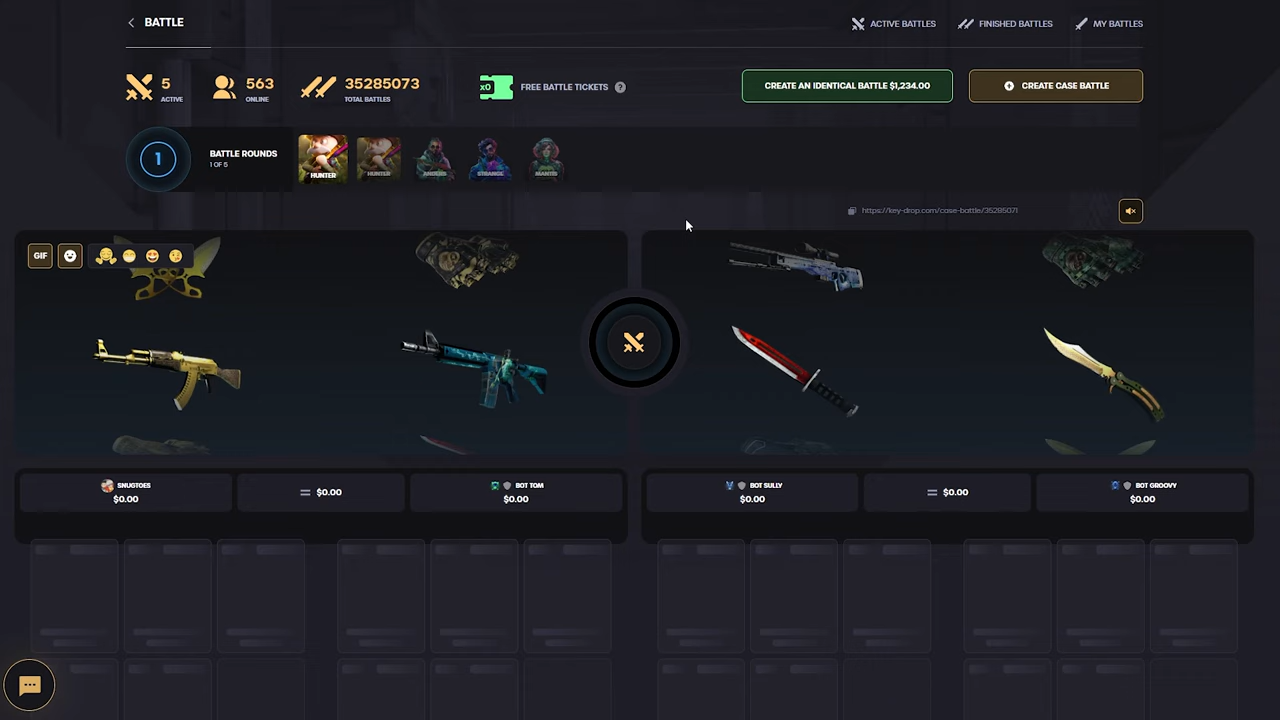 BATTLE
ACTIVE BATTLES
FINISHED BATTLES
MY BATTLES
5
ACTIVE
563
ONLINE
35285073
TOTAL BATTLES
x0
FREE BATTLE TICKETS ?
CREATE AN IDENTICAL BATTLE $1,234.00
CREATE CASE BATTLE
1
BATTLE ROUNDS
1 OF 5
HUNTER
HUNTER
ANDERS
STRANGE
MANTIS
https://key-drop.com/case-battle/35285071
GIF
SNUGTOES
$0.00
= $0.00
BOT TOM
$0.00
BOT SULLY
$0.00
= $0.00
BOT GROOVY
$0.00